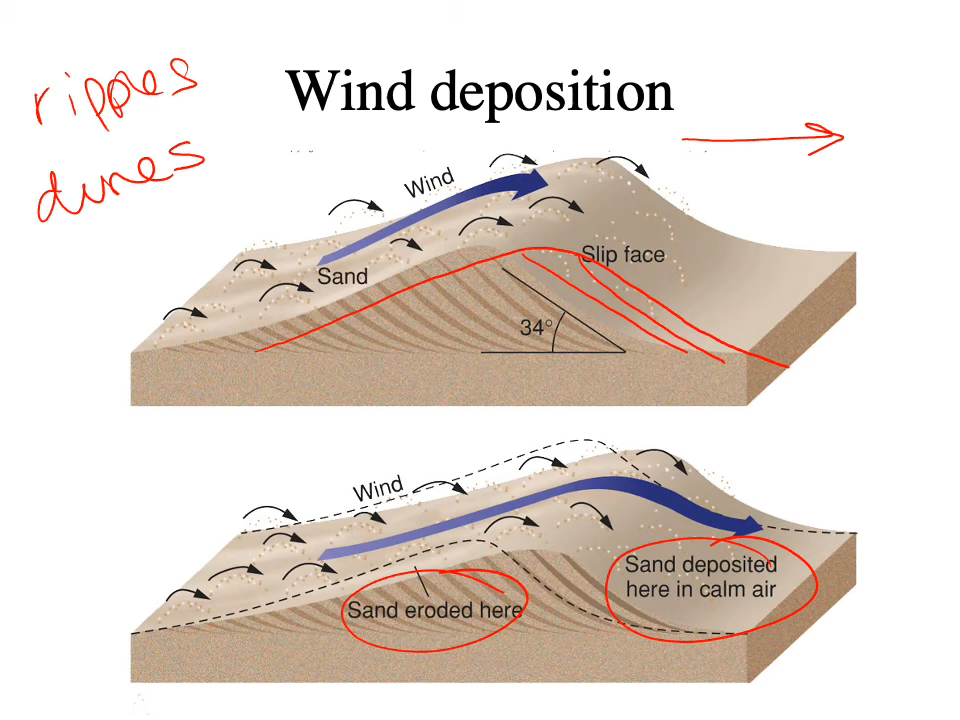 ripples
dunes
Wind deposition
Wind
Sand
Slip face
34°
Wind
Sand eroded here
Sand deposited
here in calm air